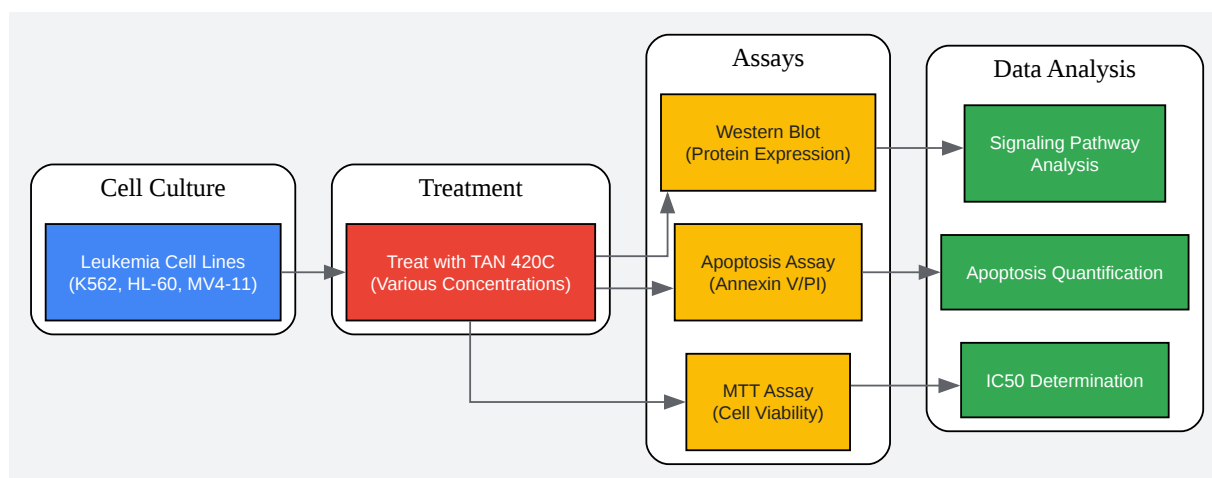 Cell Culture
Leukemia Cell Lines
(K562, HL-60, MV4-11)
Treatment
Treat with TAN 420C
(Various Concentrations)
Assays
Western Blot
(Protein Expression)
Apoptosis Assay
(Annexin V/PI)
MTT Assay
(Cell Viability)
Data Analysis
Signaling Pathway
Analysis
Apoptosis Quantification
IC50 Determination